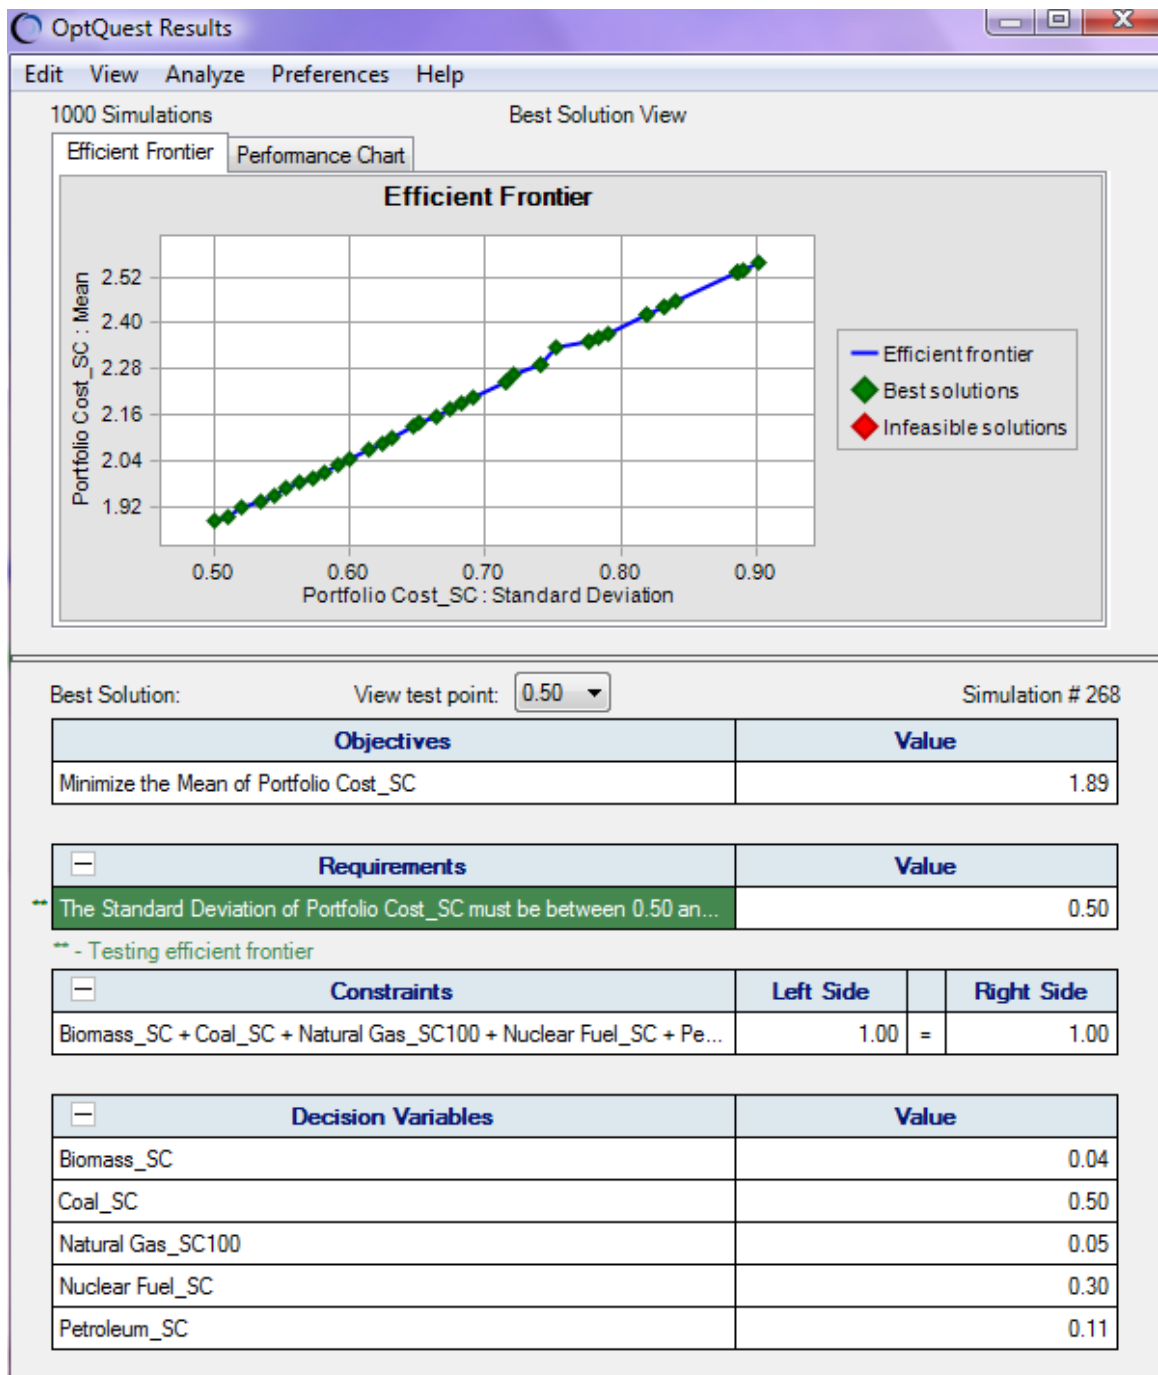 OptQuest Results
Edit View Analyze Preferences Help
1000 Simulations Best Solution View
Efficient Frontier Performance Chart
Efficient Frontier
Portfolio Cost_SC : Mean
2.52
2.40
2.28
2.16
2.04
1.92
0.50 0.60 0.70 0.80 0.90
Portfolio Cost_SC : Standard Deviation
Efficient frontier
Best solutions
Infeasible solutions
Best Solution: View test point: 0.50 Simulation # 268
Objectives Value
Minimize the Mean of Portfolio Cost_SC 1.89
Requirements Value
** The Standard Deviation of Portfolio Cost_SC must be between 0.50 an... 0.50
** - Testing efficient frontier
Constraints Left Side Right Side
Biomass_SC + Coal_SC + Natural Gas_SC100 + Nuclear Fuel_SC + Pe... 1.00 = 1.00
Decision Variables Value
Biomass_SC 0.04
Coal_SC 0.50
Natural Gas_SC100 0.05
Nuclear Fuel_SC 0.30
Petroleum_SC 0.11